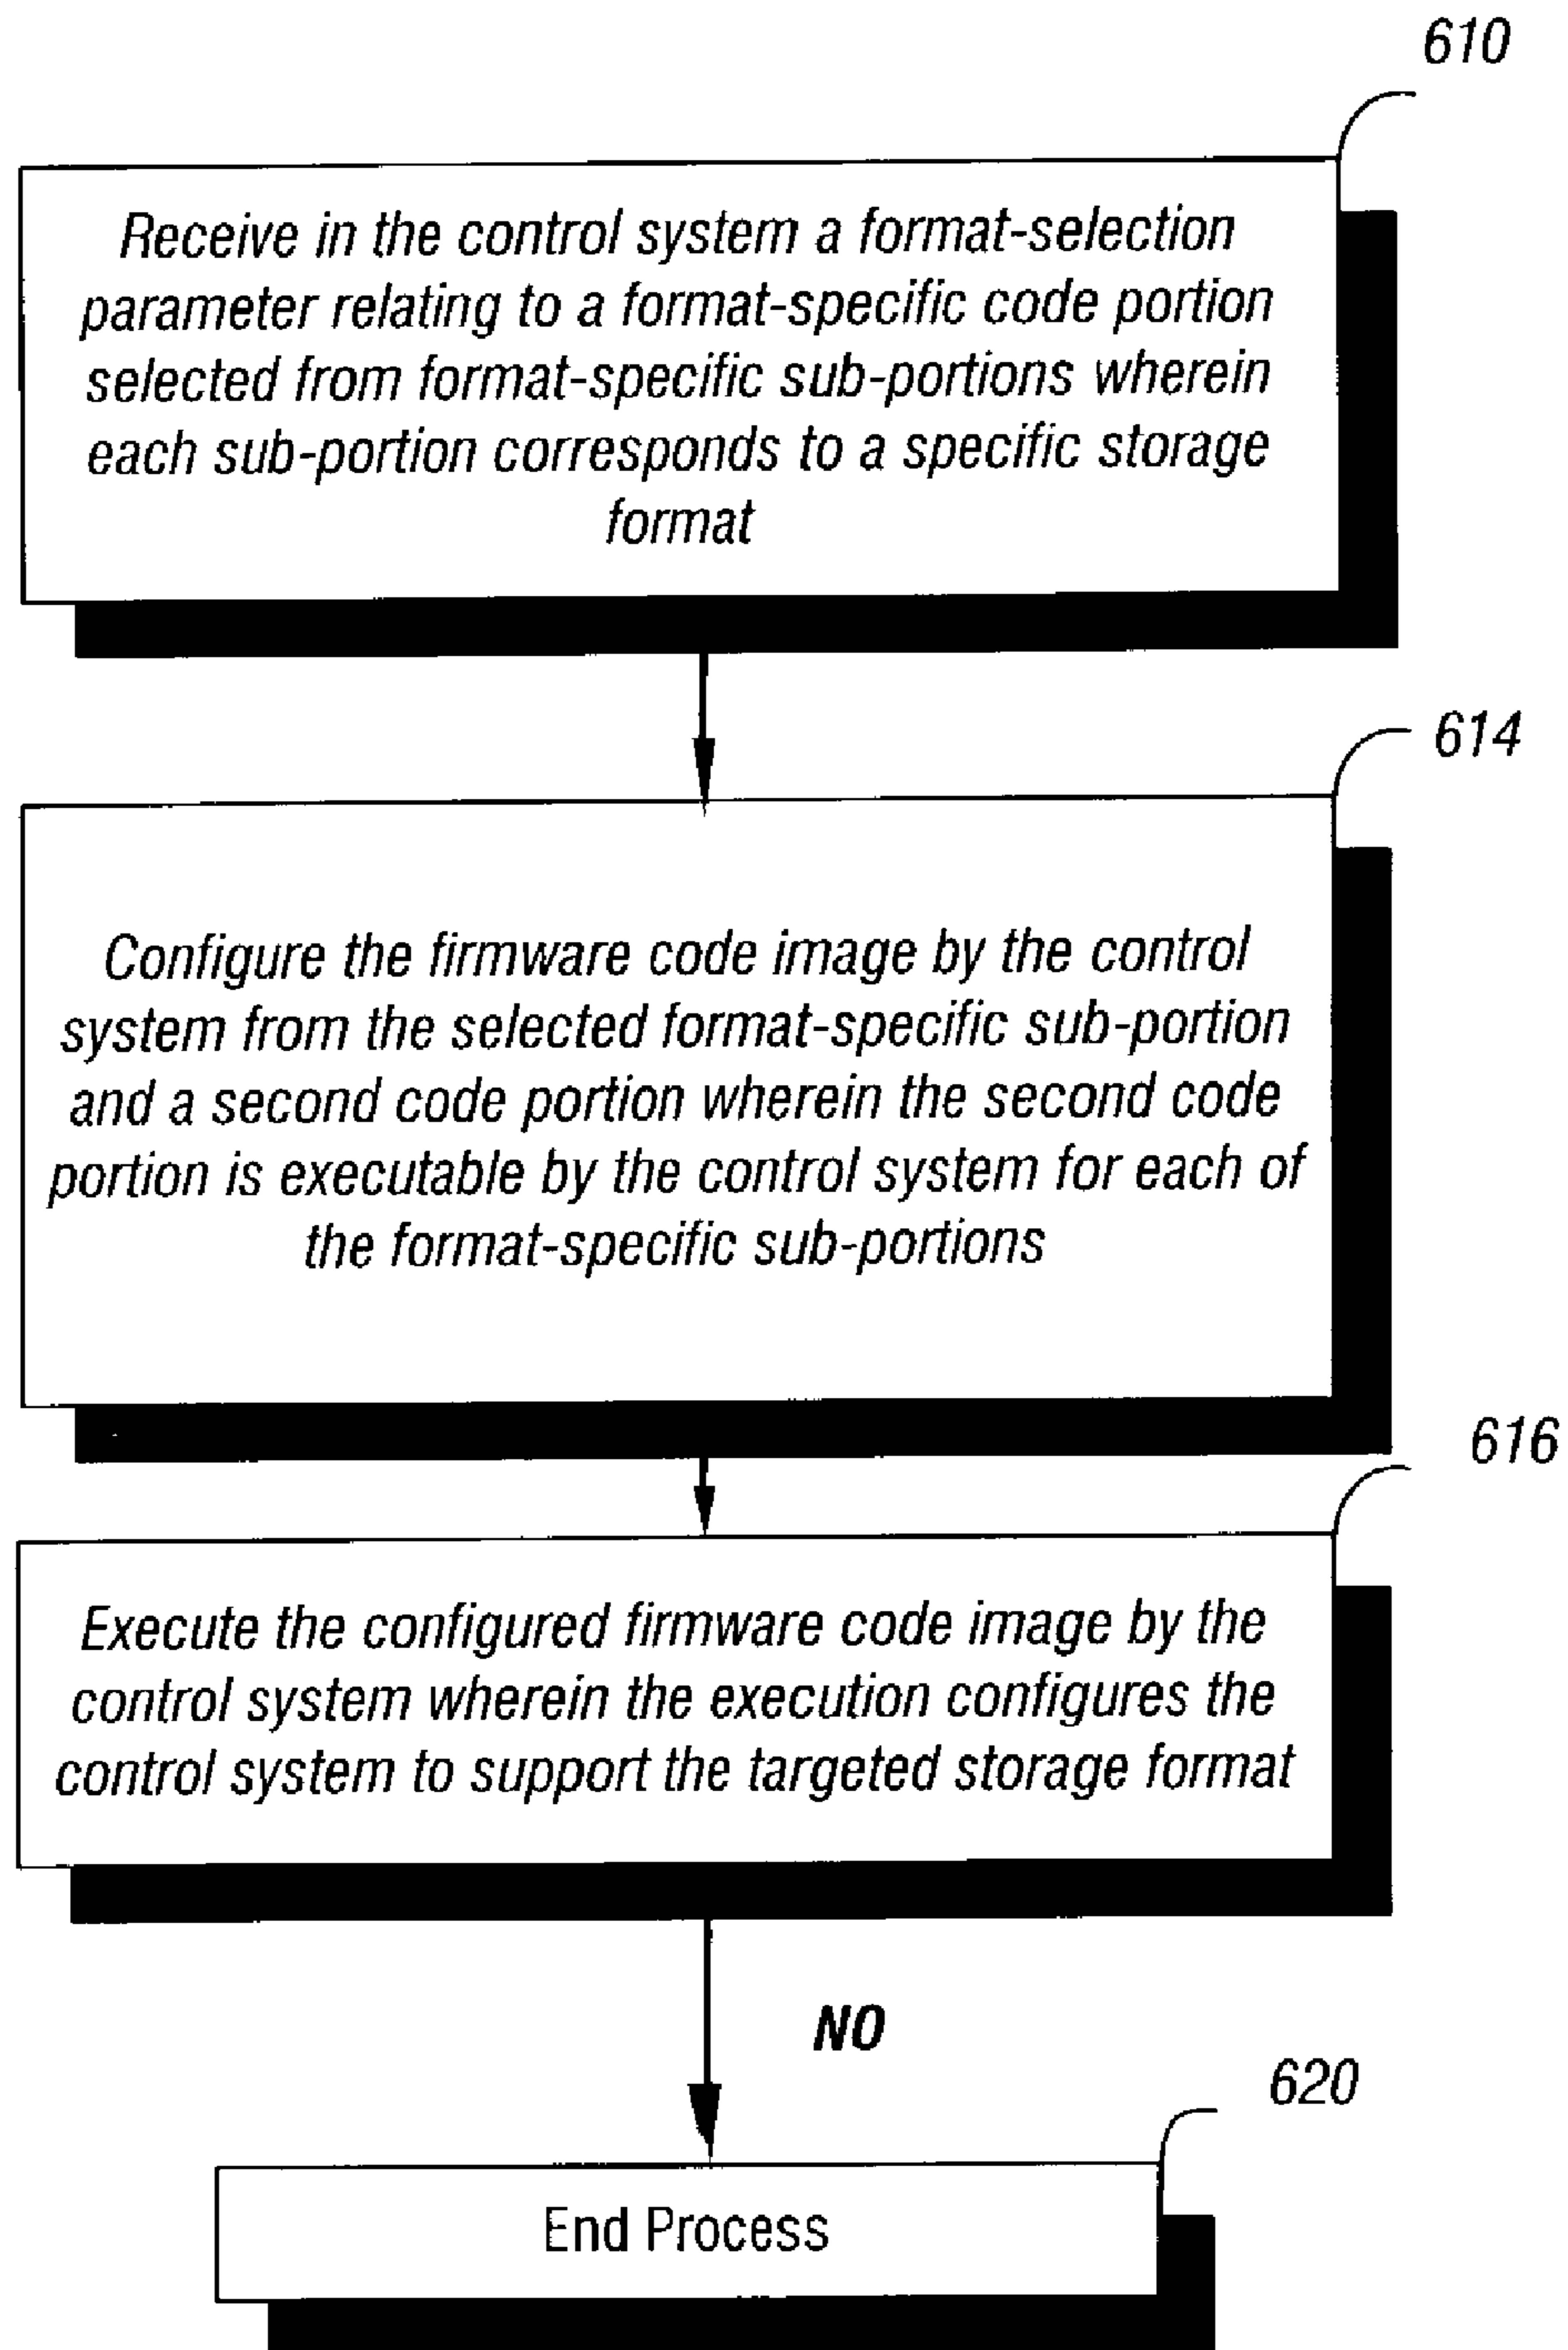 610
Receive in the control system a format-selection
parameter relating to a format-specific code portion
selected from format-specific sub-portions wherein
each sub-portion corresponds to a specific storage
format
614
Configure the firmware code image by the control
system from the selected format-specific sub-portion
and a second code portion wherein the second code
portion is executable by the control system for each of
the format-specific sub-portions
616
Execute the configured firmware code image by the
control system wherein the execution configures the
control system to support the targeted storage format
NO
620
End Process